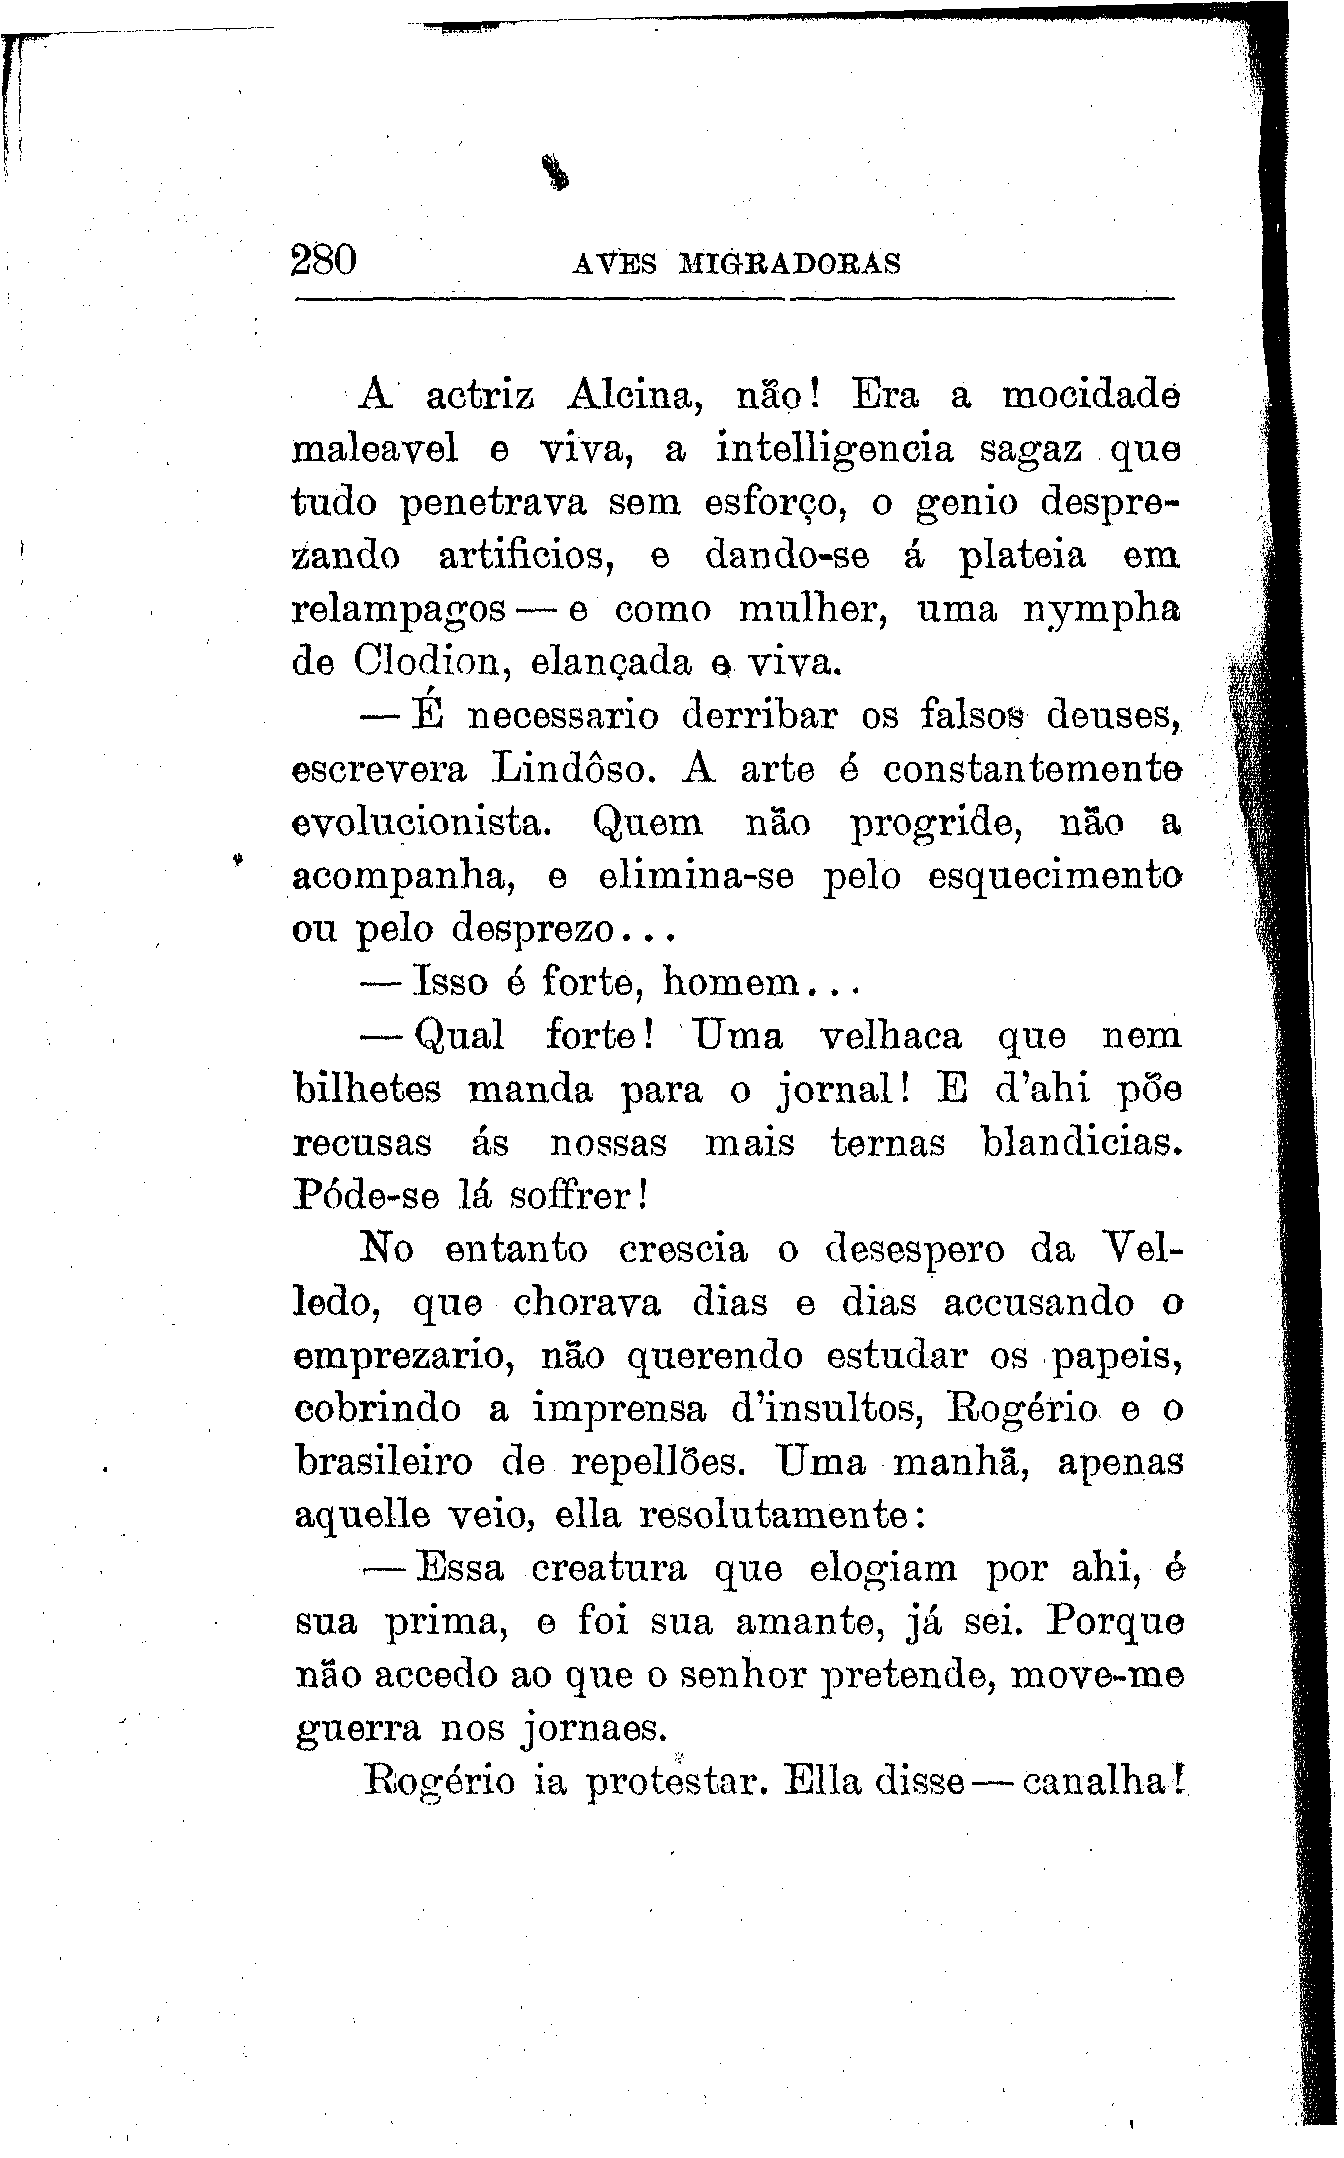 280 AVES MIGRADORAS
A actriz Alcina, não! Era a mocidade
maleavel e viva, a intelligencia sagaz que
tudo penetrava sem esforço, o genio despre-
zando artificios, e dando-se á plateia em
relampagos — e como mulher, uma nympha
de Clodion, elançada e viva.
— É necessario derribar os falsos deuses,
escrevera Lindôso. A arte é constantemente
evolucionista. Quem não progride, não a
acompanha, e elimina-se pelo esquecimento
ou pelo desprezo...
— Isso é forte, homem...
— Qual forte! Uma velhaca que nem
bilhetes manda para o jornal! E d'ahi põe
recusas ás nossas mais ternas blandicias.
Póde-se lá soffrer!
No entanto crescia o desespero da Vel-
ledo, que chorava dias e dias accusando o
emprezario, não querendo estudar os papeis,
cobrindo a imprensa d'insultos, Rogério e o
brasileiro de repellões. Uma manhã, apenas
aquelle veio, ella resolutamente:
— Essa creatura que elogiam por ahi, é
sua prima, e foi sua amante, já sei. Porque
não accedo ao que o senhor pretende, move-me
guerra nos jornaes.
Rogério ia protestar. Ella disse — canalha!